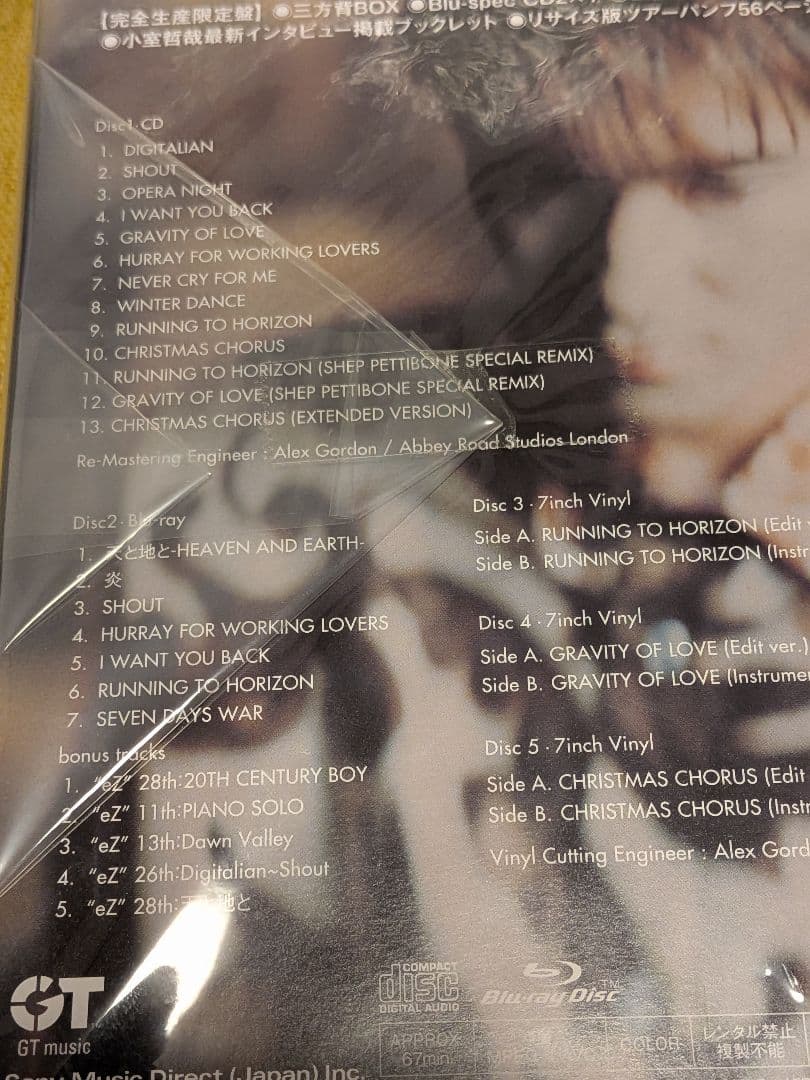 【完全生産限定盤】 ●三方背BOX ●Blu-spec CD2
●小室哲哉最新インタビュー掲載ブックレット ●リサイズ版ツアーパンフ56ペー
Disc1・CD
1. DIGITALIAN
2. SHOUT
3. OPERA NIGHT
4. I WANT YOU BACK
5. GRAVITY OF LOVE
6. HURRAY FOR WORKING LOVERS
7. NEVER CRY FOR ME
8. WINTER DANCE
9. RUNNING TO HORIZON
10. CHRISTMAS CHORUS
11. RUNNING TO HORIZON (SHEP PETTIBONE SPECIAL REMIX)
12. GRAVITY OF LOVE (SHEP PETTIBONE SPECIAL REMIX)
13. CHRISTMAS CHORUS (EXTENDED VERSION)
Re-Mastering Engineer : Alex Gordon / Abbey Road Studios London
Disc2・Blu-ray
1. 天と地と-HEAVEN AND EARTH-
2. 炎
3. SHOUT
4. HURRAY FOR WORKING LOVERS
5. I WANT YOU BACK
6. RUNNING TO HORIZON
7. SEVEN DAYS WAR
bonus tracks
1. "eZ" 28th:20TH CENTURY BOY
2. "eZ" 11th:PIANO SOLO
3. "eZ" 13th:Dawn Valley
4. "eZ" 26th:Digitalian~Shout
5. "eZ" 28th:天と地と
Disc 3・7inch Vinyl
Side A. RUNNING TO HORIZON (Edit
Side B. RUNNING TO HORIZON (Instr
Disc 4・7inch Vinyl
Side A. GRAVITY OF LOVE (Edit ver.)
Side B. GRAVITY OF LOVE (Instrume
Disc 5・7inch Vinyl
Side A. CHRISTMAS CHORUS (Edit
Side B. CHRISTMAS CHORUS (Inst
Vinyl Cutting Engineer : Alex Gord
GT
GT music
COMPACT
disc
DIGITAL AUDIO
Blu-ray Disc™
APPROX.
67min.
COLOR
レンタル禁止
複製不能
Sony Music Direct (Japan) Inc.